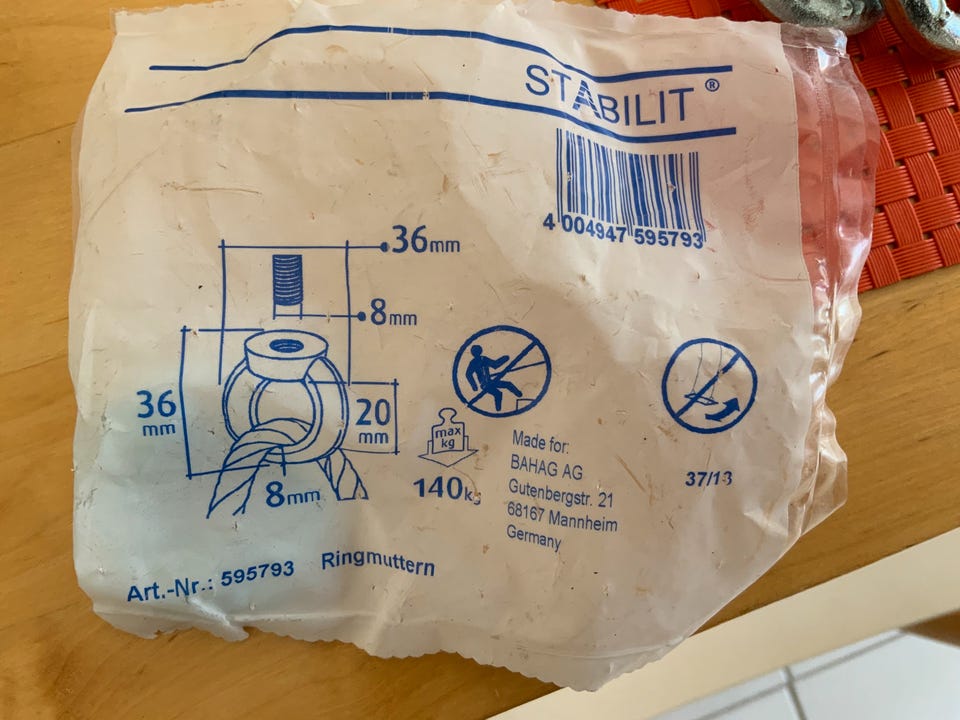 STABILIT ®
4 004947 595793
36mm
8mm
36 mm
20 mm
8mm
max kg
140kg
Made for:
BAHAG AG
Gutenbergstr. 21
68167 Mannheim
Germany
37/13
Art.-Nr.: 595793 Ringmuttern